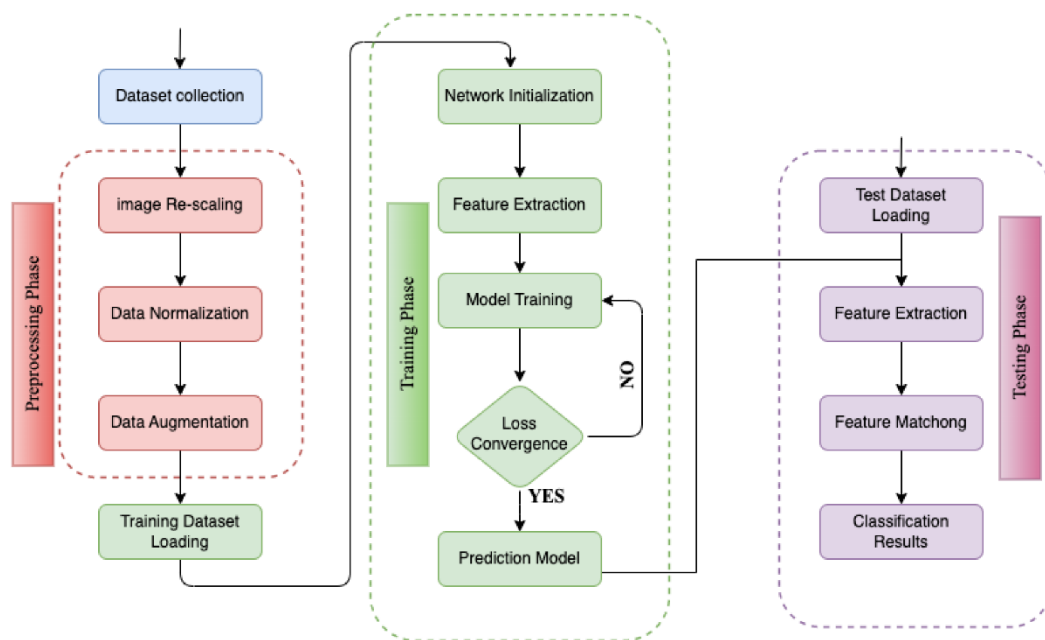 Dataset collection
Preprocessing Phase
image Re-scaling
Data Normalization
Data Augmentation
Training Dataset
Loading
Training Phase
Network Initialization
Feature Extraction
Model Training
Loss
Convergence
NO
YES
Prediction Model
Test Dataset
Loading
Feature Extraction
Feature Matchong
Classification
Results
Testing Phase